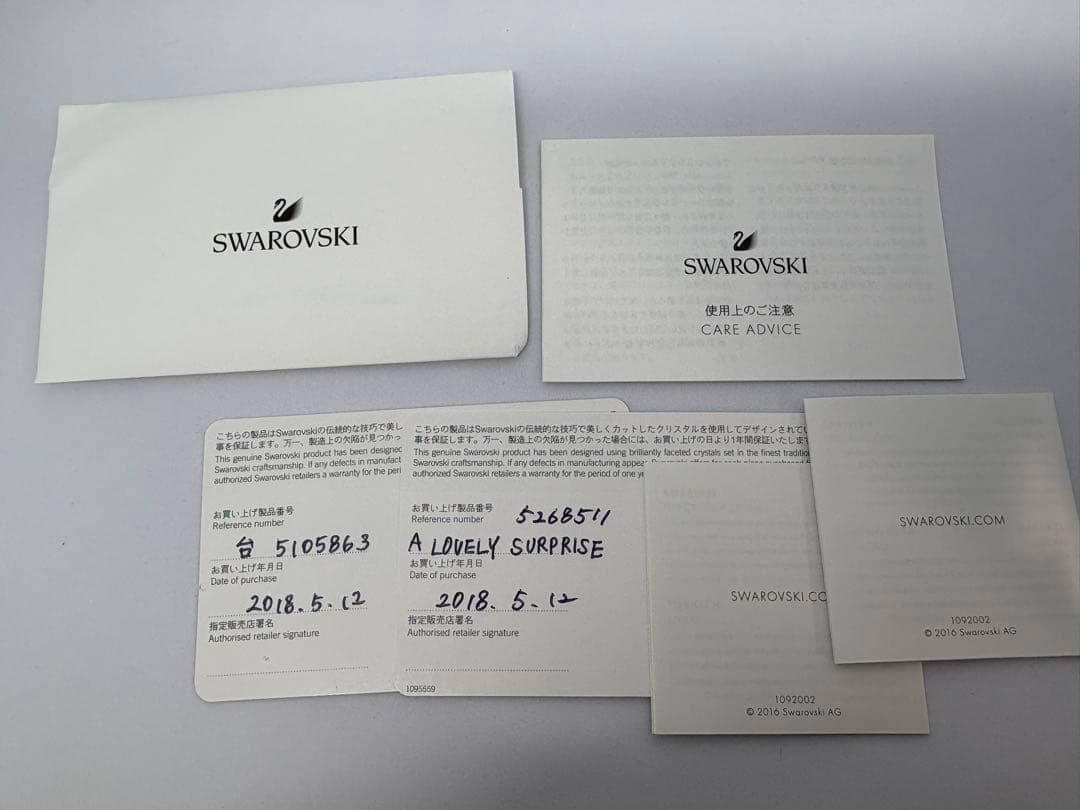 SWAROVSKI
SWAROVSKI
使用上のご注意
CARE ADVICE
こちらの製品はSwarovskiの伝統的な技巧で美し
事を保証します。万一、製造上の欠陥が見つかっ
This genuine Swarovski product has been designed
Swarovski craftsmanship. If any defects in manufact
authorized Swarovski retailers a warranty for the peri
お買い上げ製品番号
Reference number
台 5105863
お買い上げ年月日
Date of purchase
2018.5.12
指定販売店署名
Authorised retailer signature
こちらの製品はSwarovskiの伝統的な技巧で美しくカットしたクリスタルを使用してデザインされてい
事を保証します。万一、製造上の欠陥が見つかった場合には、お買い上げの日より1年間保証いたしま
This genuine Swarovski product has been designed using brilliantly faceted crystals set in the finest traditio
Swarovski craftsmanship. If any defects in manufacturing appear
authorized Swarovski retailers a warranty for the period of one ye
お買い上げ製品番号
Reference number 5268511
A LOVELY SURPRISE
お買い上げ年月日
Date of purchase
2018.5.12
指定販売店署名
Authorised retailer signature
1095559
SWAROVSKI.CO
1092002
© 2016 Swarovski AG
SWAROVSKI.COM
1092002
© 2016 Swarovski AG